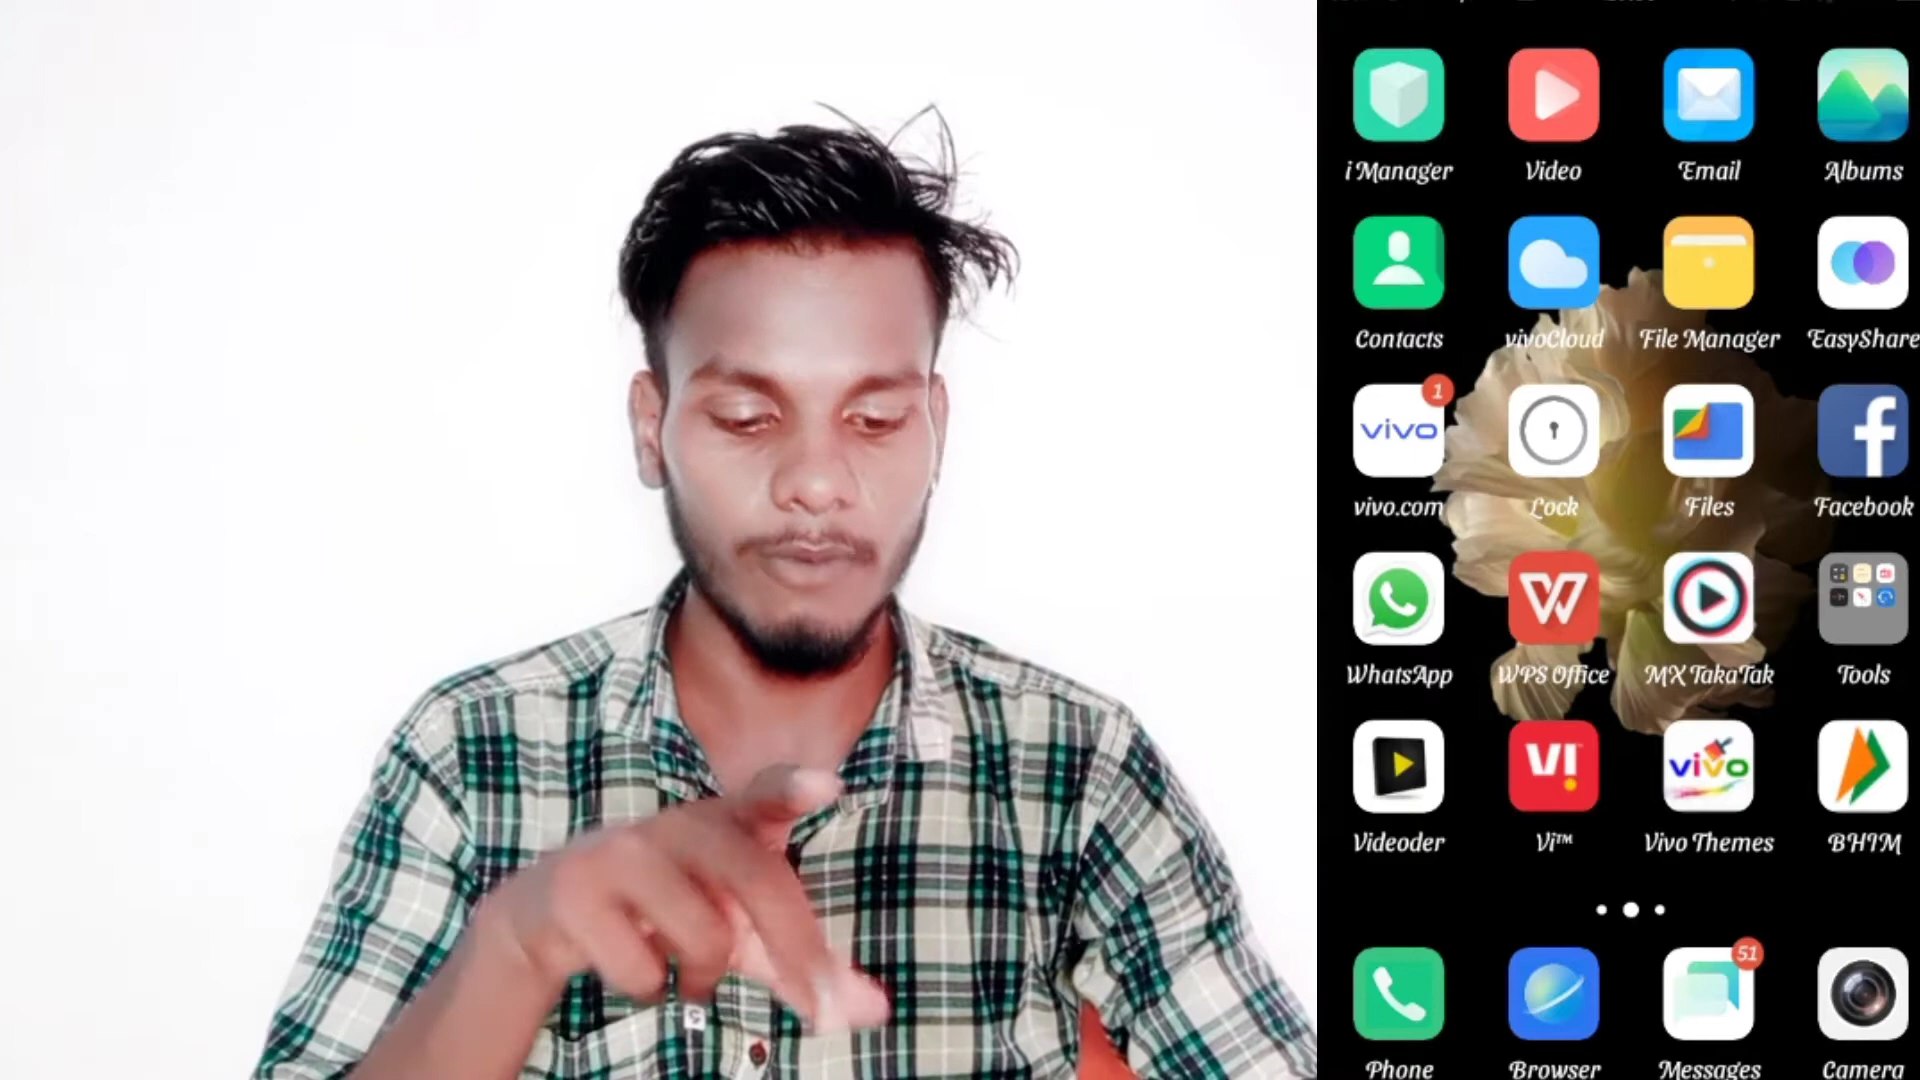 i Manager Video Email Albums
Contacts vivoCloud File Manager EasyShare
1
vivo
f
vivo.com Lock Files Facebook
WhatsApp WPS Office MX TakaTak Tools
VI
vivo
Videoder Vi™ Vivo Themes BHIM
51
Phone Browser Messages Camera